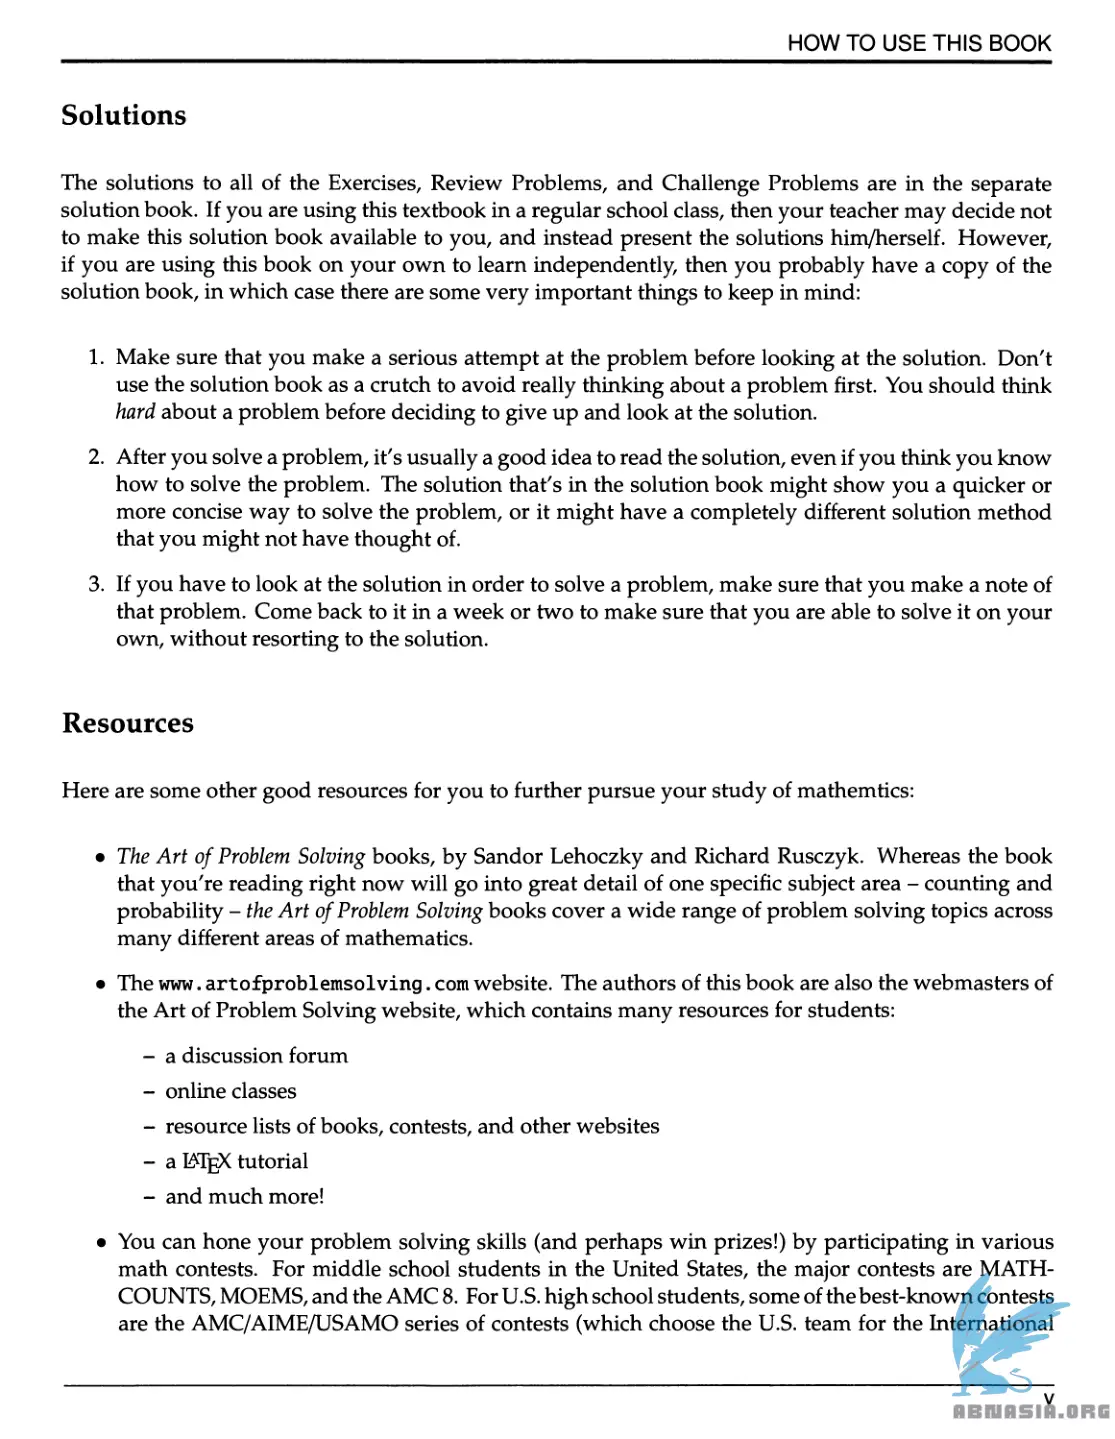 HOW TO USE THIS BOOK
Solutions
The solutions to all of the Exercises, Review Problems, and Challenge Problems are in the separate
solution book. If you are using this textbook in a regular school class, then your teacher may decide not
to make this solution book available to you, and instead present the solutions him/herself. However,
if you are using this book on your own to learn independently, then you probably have a copy of the
solution book, in which case there are some very important things to keep in mind:
1. Make sure that you make a serious attempt at the problem before looking at the solution. Don't
use the solution book as a crutch to avoid really thinking about a problem first. You should think
hard about a problem before deciding to give up and look at the solution.
2. After you solve a problem, it's usually a good idea to read the solution, even if you think you know
how to solve the problem. The solution that's in the solution book might show you a quicker or
more concise way to solve the problem, or it might have a completely different solution method
that you might not have thought of.
3. If you have to look at the solution in order to solve a problem, make sure that you make a note of
that problem. Come back to it in a week or two to make sure that you are able to solve it on your
own, without resorting to the solution.
Resources
Here are some other good resources for you to further pursue your study of mathemtics:
• The Art of Problem Solving books, by Sandor Lehoczky and Richard Rusczyk. Whereas the book
that you're reading right now will go into great detail of one specific subject area – counting and
probability – the Art of Problem Solving books cover a wide range of problem solving topics across
many different areas of mathematics.
• The www.artofproblemsolving.com website. The authors of this book are also the webmasters of
the Art of Problem Solving website, which contains many resources for students:
– a discussion forum
– online classes
– resource lists of books, contests, and other websites
– a LATEX tutorial
– and much more!
• You can hone your problem solving skills (and perhaps win prizes!) by participating in various
math contests. For middle school students in the United States, the major contests are MATH-
COUNTS, MOEMS, and the AMC 8. For U.S. high school students, some of the best-known contests
are the AMC/AIME/USAMO series of contests (which choose the U.S. team for the International
v
ABNASIA.ORG